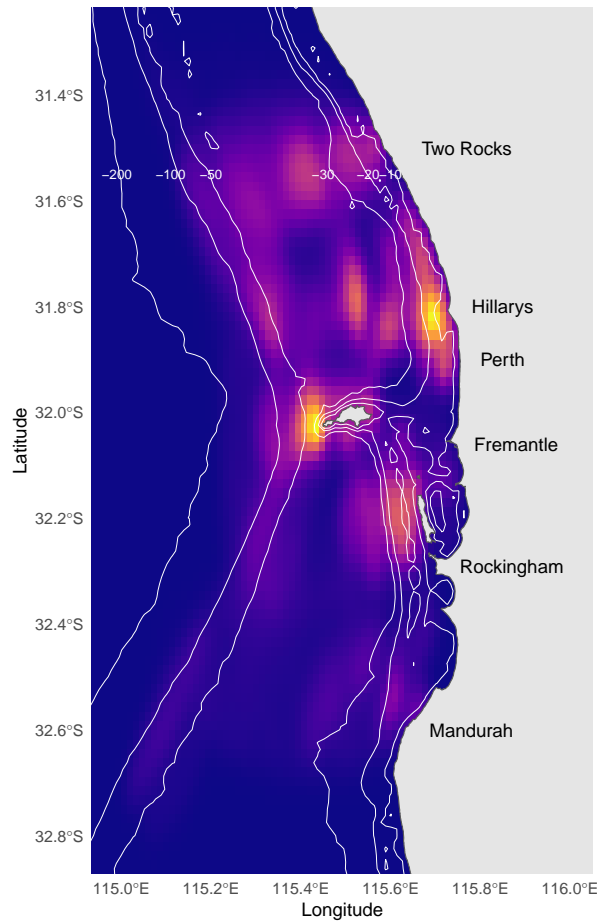 31.4°S
Two Rocks
−200 −100 −50 −30 −20 −10
31.6°S
31.8°S
Hillarys
Perth
32.0°S
Fremantle
32.2°S
Rockingham
32.4°S
32.6°S
Mandurah
32.8°S
115.0°E 115.2°E 115.4°E 115.6°E 115.8°E 116.0°E
Longitude
Latitude